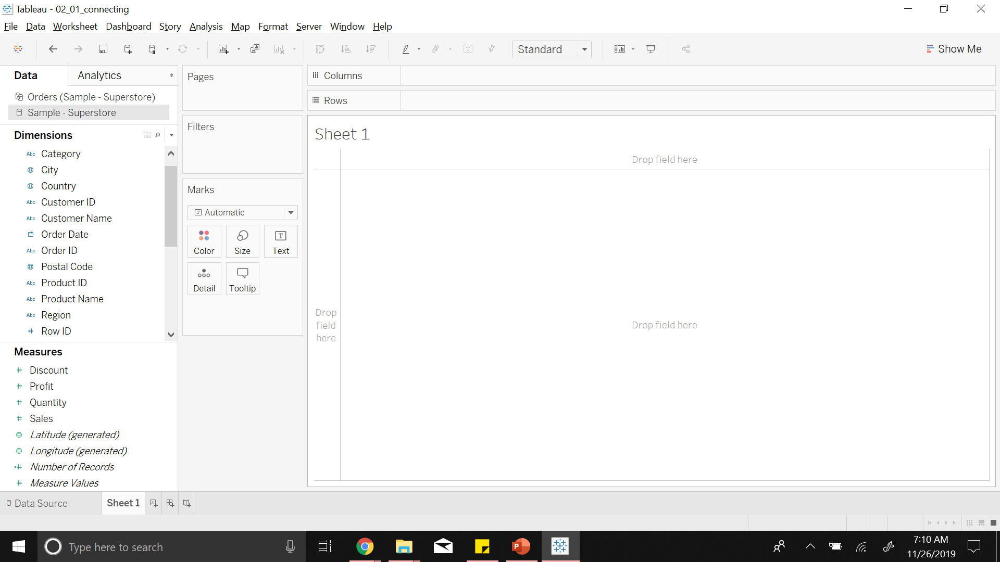 Tableau - 02_01_connecting
File Data Worksheet Dashboard Story Analysis Map Format Server Window Help
Standard
Show Me
Data
Analytics
Orders (Sample - Superstore)
Sample - Superstore
Dimensions
Abc Category
City
Country
Abc Customer ID
Abc Customer Name
Order Date
Abc Order ID
Postal Code
Abc Product ID
Abc Product Name
Abc Region
# Row ID
Measures
# Discount
# Profit
# Quantity
# Sales
Latitude (generated)
Longitude (generated)
=# Number of Records
# Measure Values
Pages
Filters
Marks
T Automatic
Color
Size
T
Text
Detail
Tooltip
Columns
Rows
Sheet 1
Drop field here
Drop
field
here
Drop field here
Data Source
Sheet 1
Type here to search
7:10 AM
11/26/2019